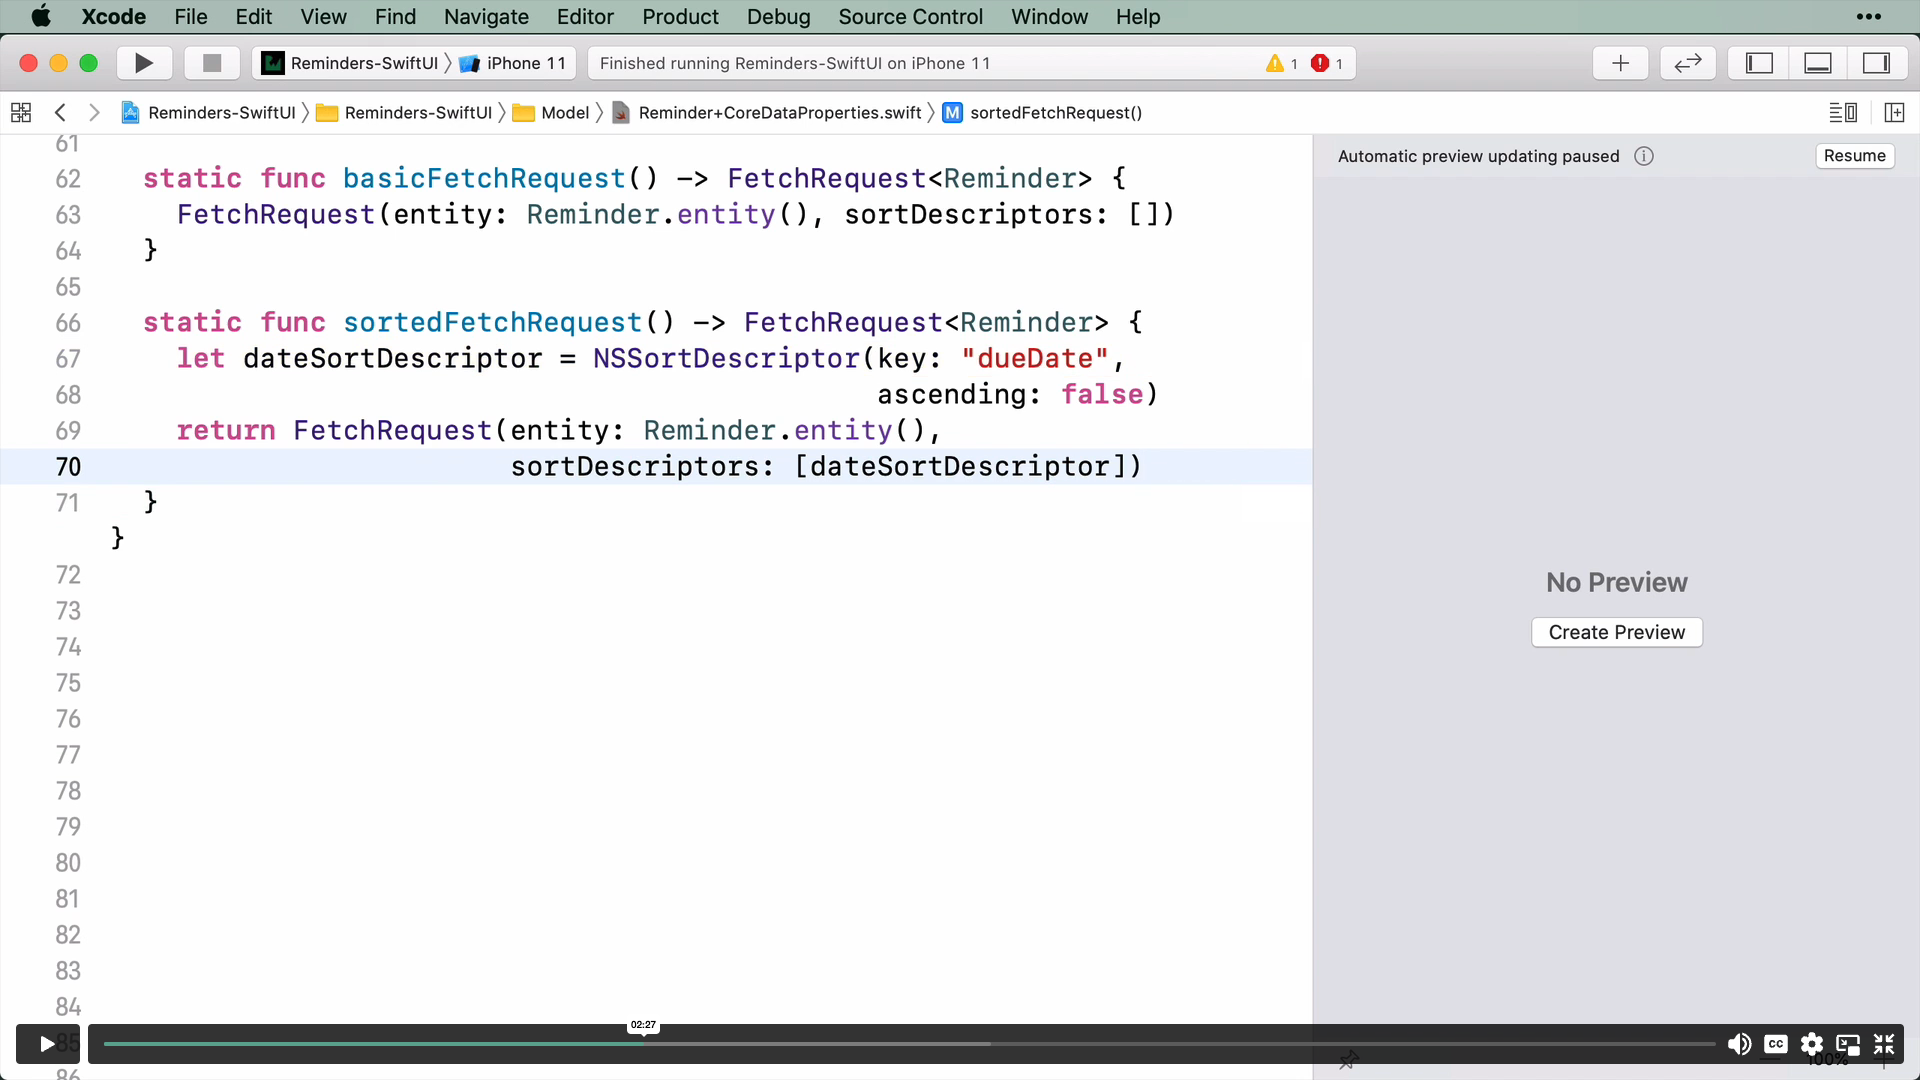 Xcode File Edit View Find Navigate Editor Product Debug Source Control Window Help
Reminders-SwiftUI iPhone 11 Finished running Reminders-SwiftUI on iPhone 11 1 1
Reminders-SwiftUI Reminders-SwiftUI Model Reminder+CoreDataProperties.swift M sortedFetchRequest()
Automatic preview updating paused Resume
61
62 static func basicFetchRequest() -> FetchRequest<Reminder> {
63 FetchRequest(entity: Reminder.entity(), sortDescriptors: [])
64 }
65
66 static func sortedFetchRequest() -> FetchRequest<Reminder> {
67 let dateSortDescriptor = NSSortDescriptor(key: "dueDate",
68 ascending: false)
69 return FetchRequest(entity: Reminder.entity(),
70 sortDescriptors: [dateSortDescriptor])
71 }
}
72
73
74
75
76
77
78
79
80
81
82
83
84
85
86
No Preview
Create Preview
02:27
CC
100%